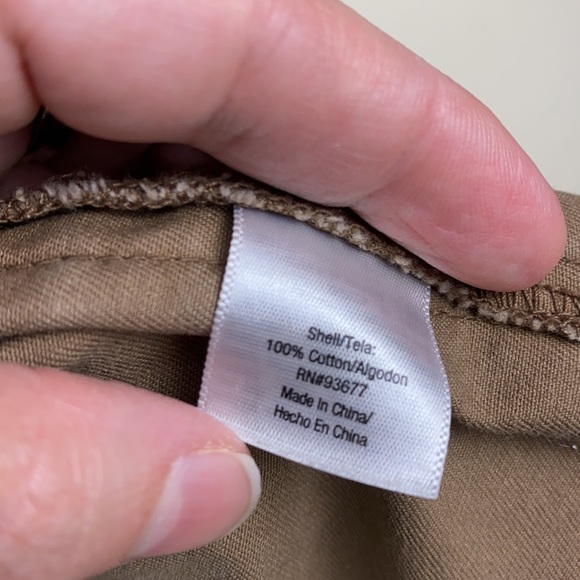 Shell/Tela:
100% Cotton/Algodon
RN#93677
Made In China/
Hecho En China